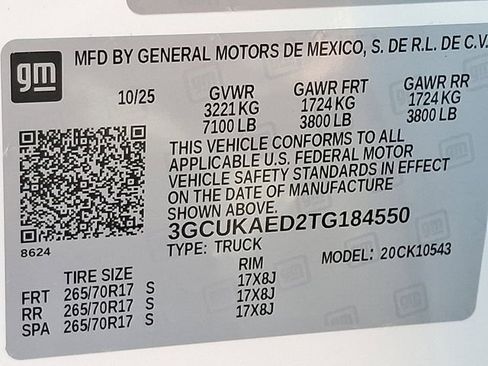 gm
MFD BY GENERAL MOTORS DE MEXICO, S. DE R.L. DE C.V.
10/25 GVWR GAWR FRT GAWR RR
3221 KG 1724 KG 1724 KG
7100 LB 3800 LB 3800 LB
THIS VEHICLE CONFORMS TO ALL
APPLICABLE U.S. FEDERAL MOTOR
VEHICLE SAFETY STANDARDS IN EFFECT
ON THE DATE OF MANUFACTURE
SHOWN ABOVE.
3GCUKAED2TG184550
8624 TYPE: TRUCK MODEL: 20CK10543
TIRE SIZE RIM
FRT 265/70R17 S 17X8J
RR 265/70R17 S 17X8J
SPA 265/70R17 S 17X8J